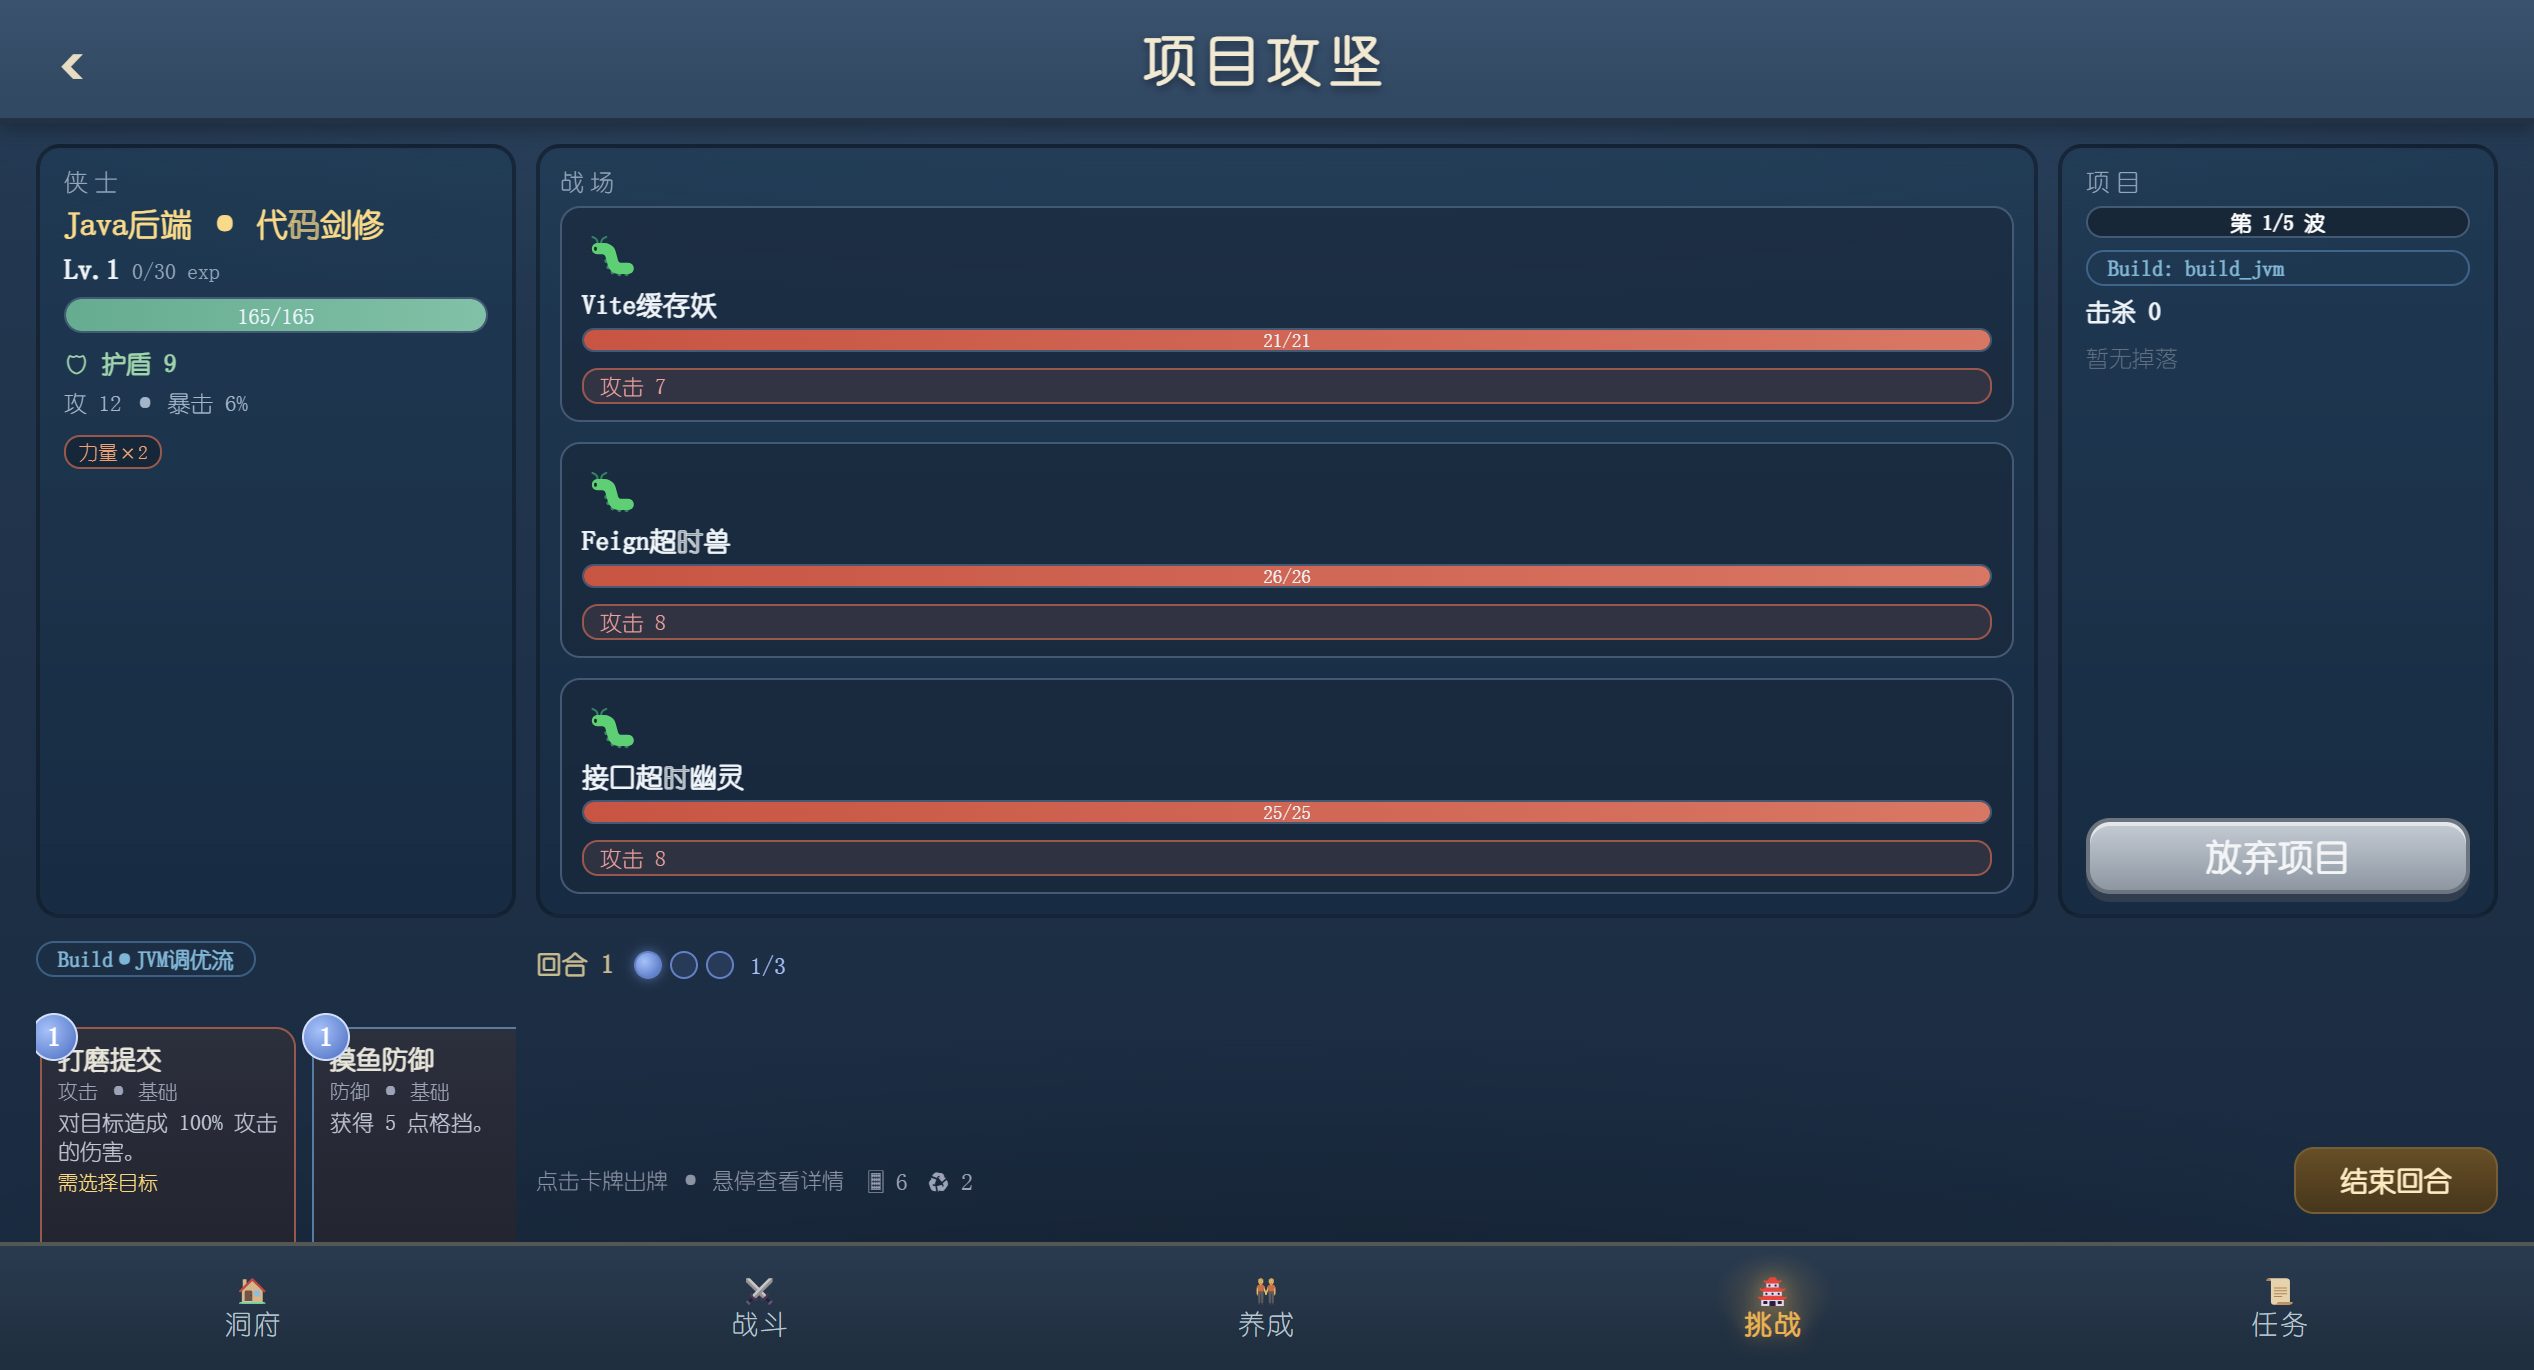 项目攻坚
侠士
Java后端 • 代码剑修
Lv.1 0/30 exp
165/165
护盾 9
攻 12 • 暴击 6%
力量×2
战场
Vite缓存妖
21/21
攻击 7
Feign超时兽
26/26
攻击 8
接口超时幽灵
25/25
攻击 8
项目
第 1/5 波
Build: build_jvm
击杀 0
暂无掉落
放弃项目
Build•JVM调优流
回合 1 1/3
1
打磨提交
攻击 • 基础
对目标造成 100% 攻击
的伤害。
需选择目标
1
摸鱼防御
防御 • 基础
获得 5 点格挡。
点击卡牌出牌 • 悬停查看详情 6 2
结束回合
洞府
战斗
养成
挑战
任务